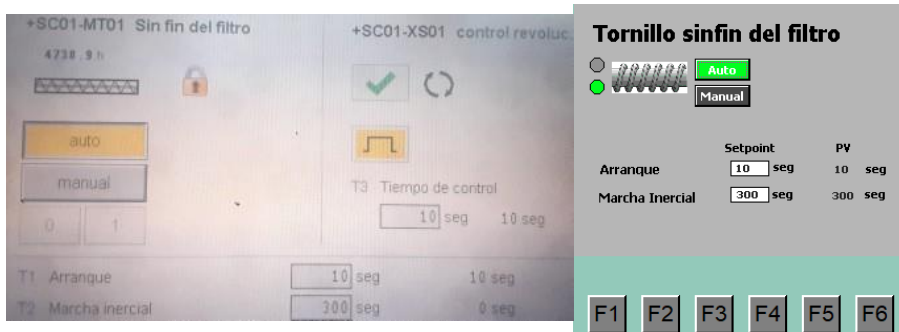 +SC01-MT01 Sin fin del filtro
4738.9 h
auto
manual
0 1
T1 Arranque 10 seg 10 seg
T2 Marcha inercial 300 seg 0 seg
+SC01-XS01 control revoluc.
T3 Tiempo de control
10 seg 10 seg
Tornillo sinfin del filtro
Auto
Manual
Setpoint PV
Arranque 10 seg 10 seg
Marcha Inercial 300 seg 300 seg
F1 F2 F3 F4 F5 F6